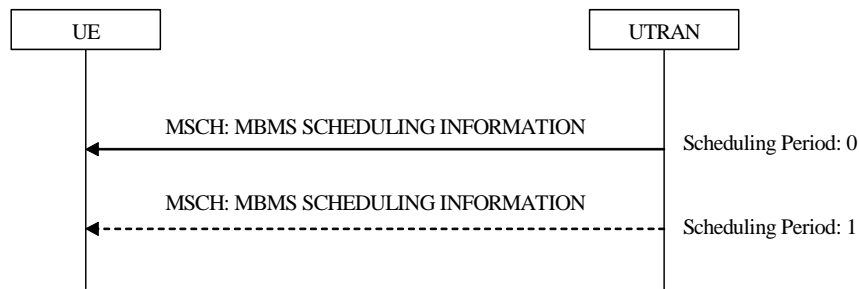 UE
UTRAN
MSCH: MBMS SCHEDULING INFORMATION
Scheduling Period: 0
MSCH: MBMS SCHEDULING INFORMATION
Scheduling Period: 1